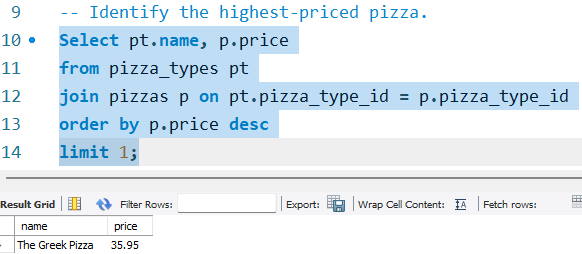 9 -- Identify the highest-priced pizza.
10 Select pt.name, p.price
11 from pizza_types pt
12 join pizzas p on pt.pizza_type_id = p.pizza_type_id
13 order by p.price desc
14 limit 1;
Result Grid Filter Rows: Export: Wrap Cell Content: IA Fetch rows:
name price
The Greek Pizza 35.95